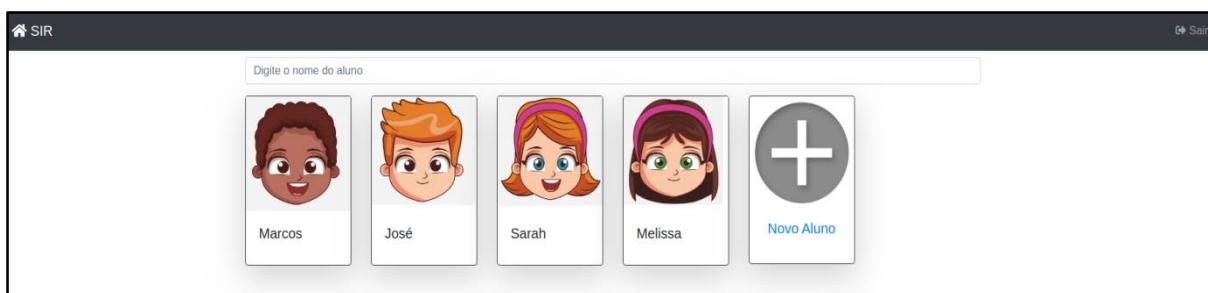 SIR
Sair
Digite o nome do aluno
Marcos
José
Sarah
Melissa
Novo Aluno